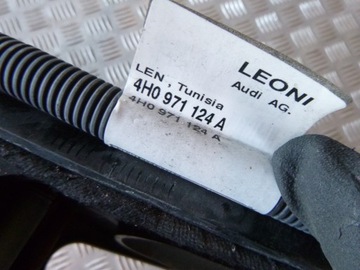 LEONI
Audi AG.
LEN , Tunisia
4H0 971 124 A
4H0 971 124 A